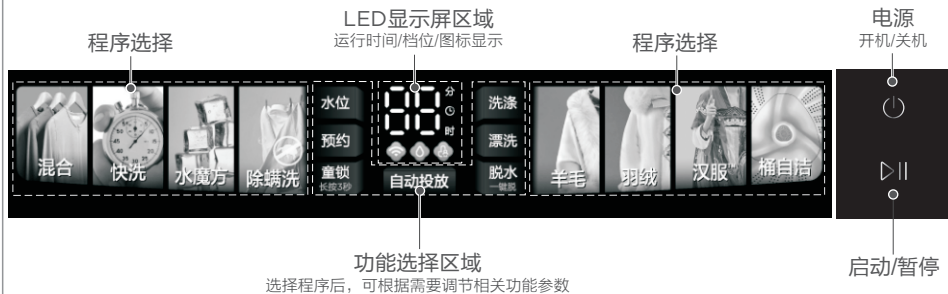 LED显示屏区域
运行时间/档位/图标显示
程序选择
程序选择
电源
开机/关机
混合
快洗
水魔方
除螨洗
水位
预约
童锁
长按3秒
88
分
时
自动投放
洗涤
漂洗
脱水
一键脱
羊毛
羽绒
汉服
桶自洁
功能选择区域
选择程序后，可根据需要调节相关功能参数
启动/暂停